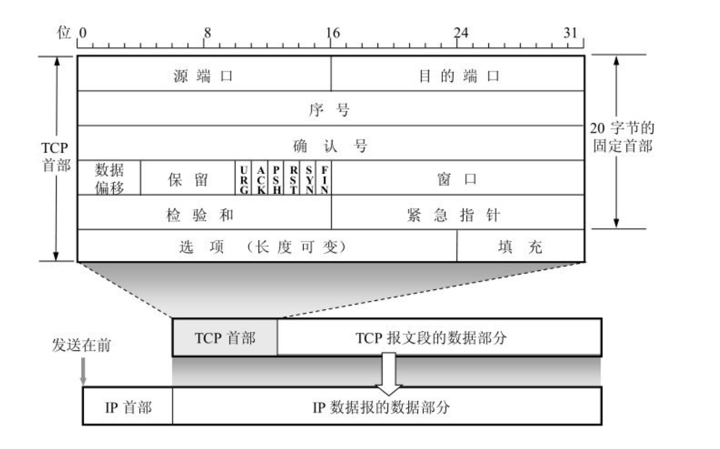 位 0 8 16 24 31
源端口 目的端口
序号
TCP 首部
确认号
20 字节的固定首部
数据偏移 保留 URG ACK PSH RST SYN FIN 窗口
检验和 紧急指针
选项（长度可变） 填充
TCP 首部 TCP 报文段的数据部分
发送在前
IP 首部 IP 数据报的数据部分